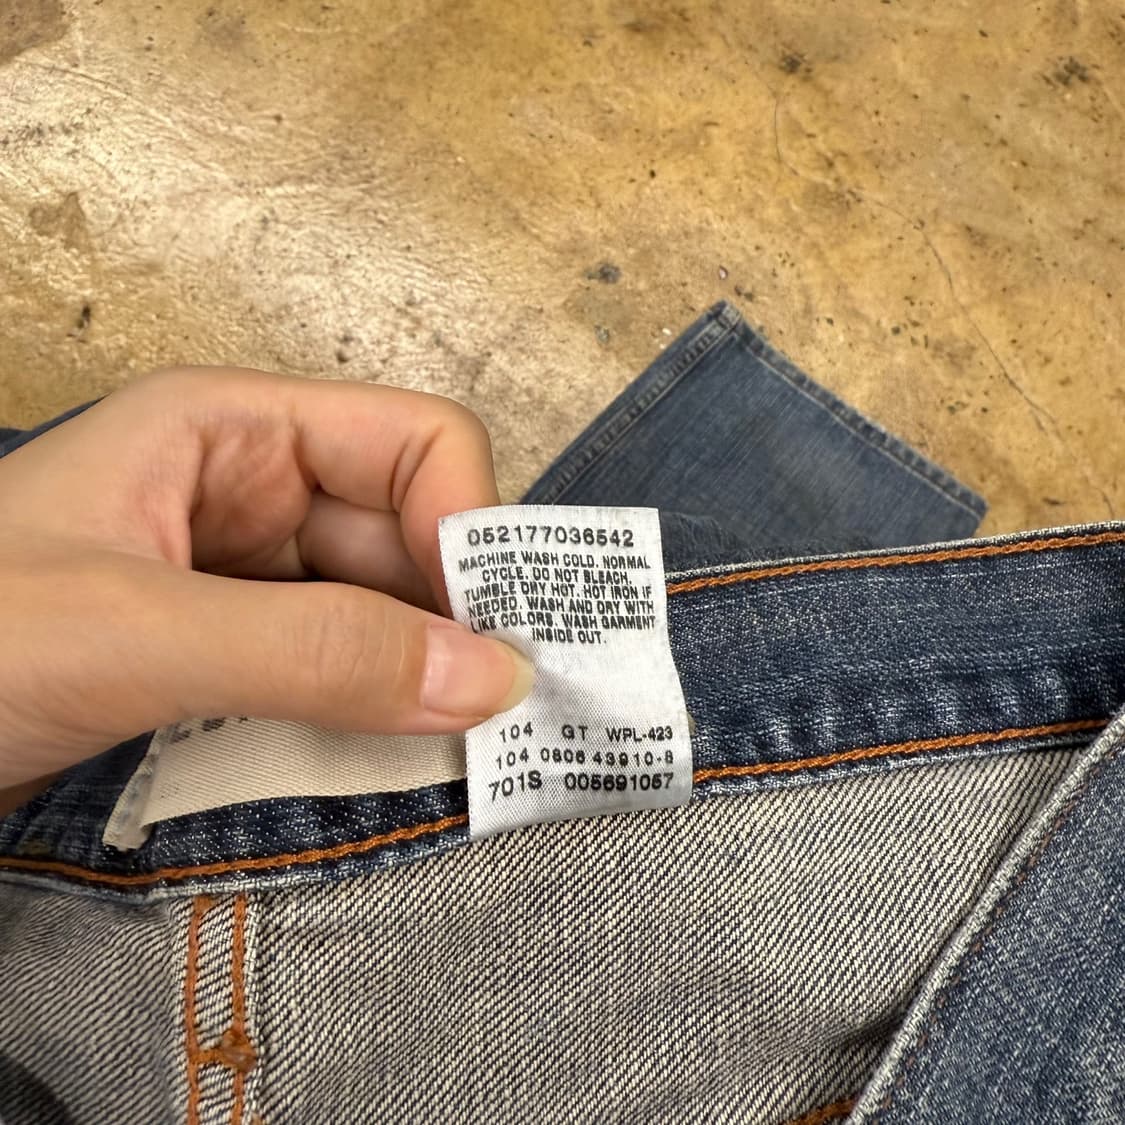 052177036542
MACHINE WASH COLD. NORMAL
CYCLE. DO NOT BLEACH.
TUMBLE DRY HOT. HOT IRON IF
NEEDED. WASH AND DRY WITH
LIKE COLORS. WASH GARMENT
INSIDE OUT.
104 GT WPL-423
104 0806 43910-8
701S 005691057